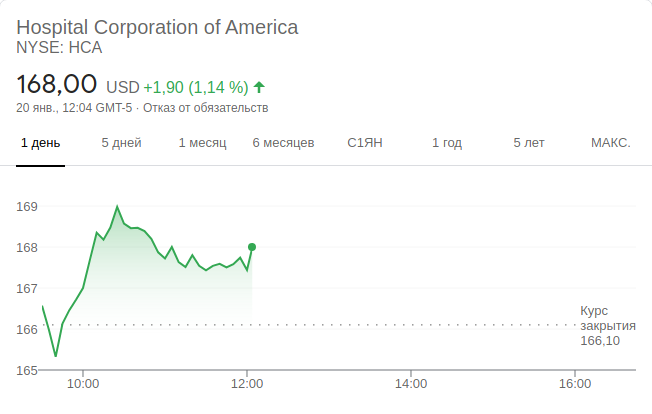 Hospital Corporation of America
NYSE: HCA
168,00 USD +1,90 (1,14 %)
20 янв., 12:04 GMT-5 · Отказ от обязательств
1 день 5 дней 1 месяц 6 месяцев С1ЯН 1 год 5 лет МАКС.
169
168
167
166
165
Курс
закрытия
166,10
10:00 12:00 14:00 16:00